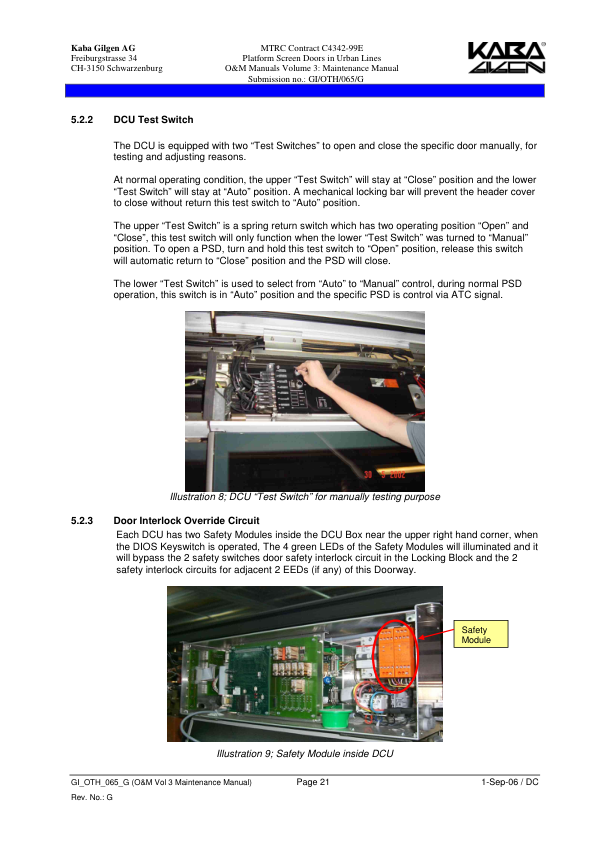 Kaba Gilgen AG
Freiburgstrasse 34
CH-3150 Schwarzenburg
MTRC Contract C4342-99E
Platform Screen Doors in Urban Lines
O&M Manuals Volume 3: Maintenance Manual
Submission no.: GI/OTH/065/G
KABA®
GILGEN
5.2.2 DCU Test Switch
The DCU is equipped with two “Test Switches” to open and close the specific door manually, for
testing and adjusting reasons.
At normal operating condition, the upper “Test Switch” will stay at “Close” position and the lower
“Test Switch” will stay at “Auto” position. A mechanical locking bar will prevent the header cover
to close without return this test switch to “Auto” position.
The upper “Test Switch” is a spring return switch which has two operating position “Open” and
“Close”, this test switch will only function when the lower “Test Switch” was turned to “Manual”
position. To open a PSD, turn and hold this test switch to “Open” position, release this switch
will automatic return to “Close” position and the PSD will close.
The lower “Test Switch” is used to select from “Auto” to “Manual” control, during normal PSD
operation, this switch is in “Auto” position and the specific PSD is control via ATC signal.
Illustration 8; DCU “Test Switch” for manually testing purpose
5.2.3 Door Interlock Override Circuit
Each DCU has two Safety Modules inside the DCU Box near the upper right hand corner, when
the DIOS Keyswitch is operated, The 4 green LEDs of the Safety Modules will illuminated and it
will bypass the 2 safety switches door safety interlock circuit in the Locking Block and the 2
safety interlock circuits for adjacent 2 EEDs (if any) of this Doorway.
Safety
Module
Illustration 9; Safety Module inside DCU
GI_OTH_065_G (O&M Vol 3 Maintenance Manual) Page 21 1-Sep-06 / DC
Rev. No.: G